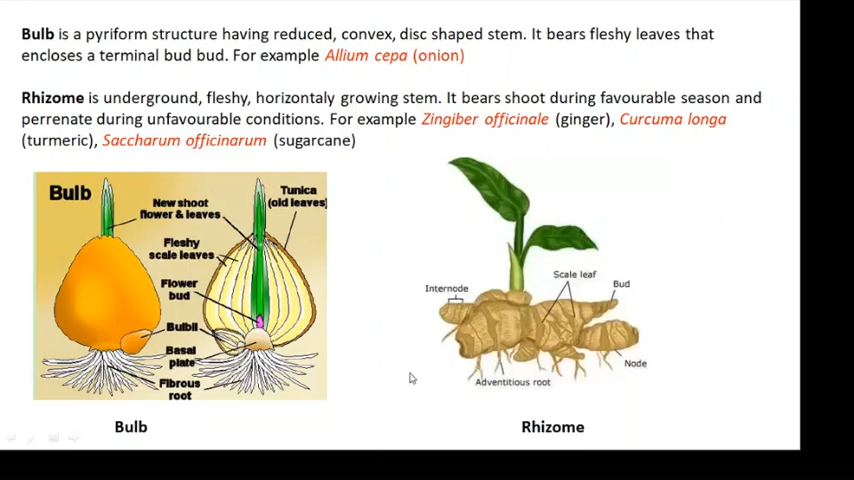 Bulb is a pyriform structure having reduced, convex, disc shaped stem. It bears fleshy leaves that
encloses a terminal bud bud. For example Allium cepa (onion)
Rhizome is underground, fleshy, horizontaly growing stem. It bears shoot during favourable season and
perrenate during unfavourable conditions. For example Zingiber officinale (ginger), Curcuma longa
(turmeric), Saccharum officinarum (sugarcane)
Bulb
New shoot
flower & leaves
Tunica
(old leaves)
Fleshy
scale leaves
Flower
bud
Bulbil
Basal
plate
Fibrous
root
Internode
Scale leaf
Bud
Node
Adventitious root
Bulb
Rhizome